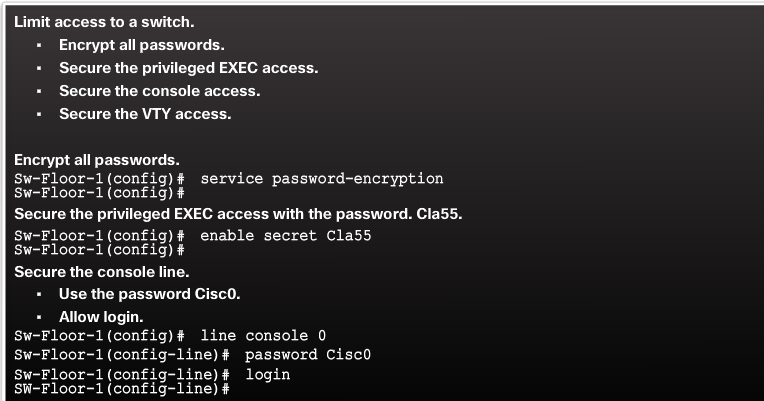 Limit access to a switch.
▪ Encrypt all passwords.
▪ Secure the privileged EXEC access.
▪ Secure the console access.
▪ Secure the VTY access.
Encrypt all passwords.
Sw-Floor-1(config)# service password-encryption
Sw-Floor-1(config)#
Secure the privileged EXEC access with the password. Cla55.
Sw-Floor-1(config)# enable secret Cla55
Sw-Floor-1(config)#
Secure the console line.
▪ Use the password Cisc0.
▪ Allow login.
Sw-Floor-1(config)# line console 0
Sw-Floor-1(config-line)# password Cisc0
Sw-Floor-1(config-line)# login
SW-Floor-1(config-line)#